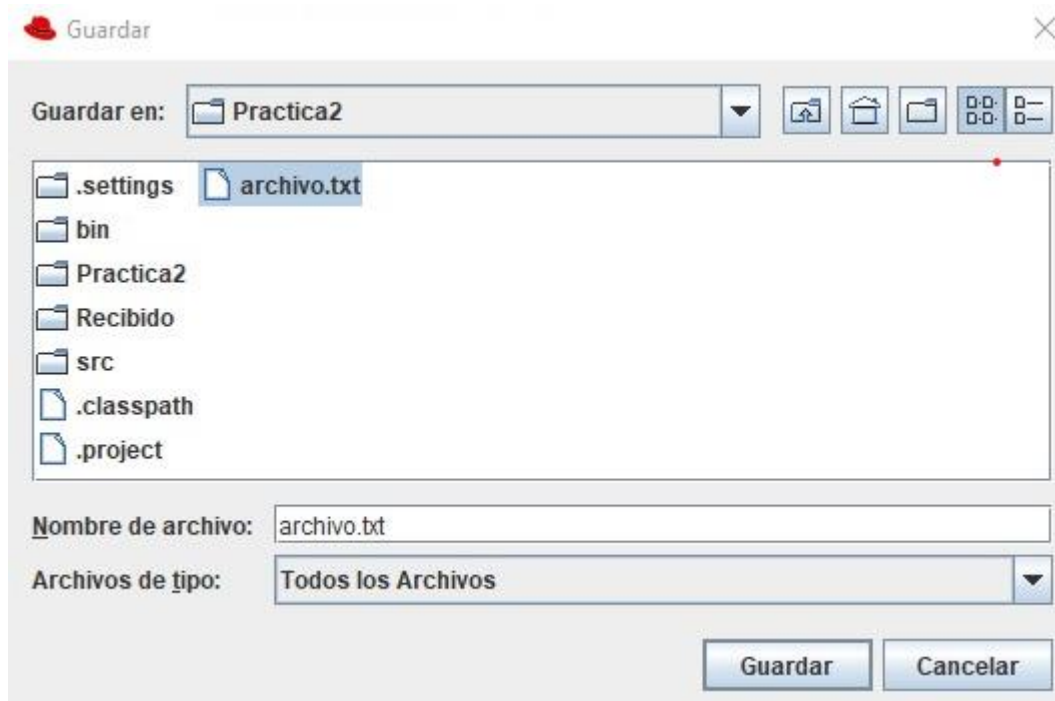 Guardar
Guardar en: Practica2
.settings archivo.txt
bin
Practica2
Recibido
src
.classpath
.project
Nombre de archivo: archivo.txt
Archivos de tipo: Todos los Archivos
Guardar Cancelar